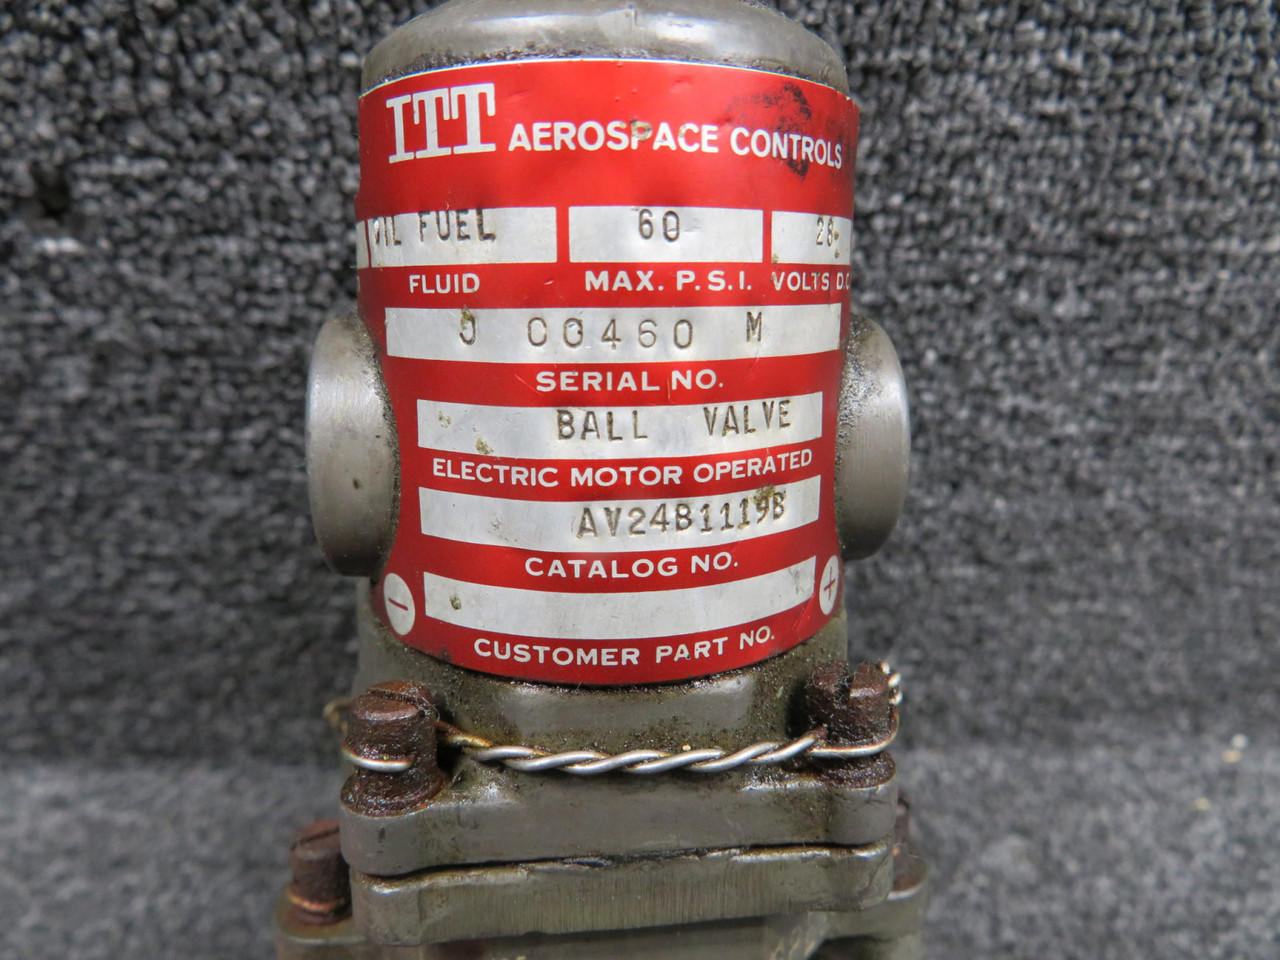 ITT AEROSPACE CONTROLS
OIL FUEL 60 28
FLUID MAX. P.S.I. VOLTS D.C
0 00460 M
SERIAL NO.
BALL VALVE
ELECTRIC MOTOR OPERATED
AV24B1119B
CATALOG NO.
- +
CUSTOMER PART NO.